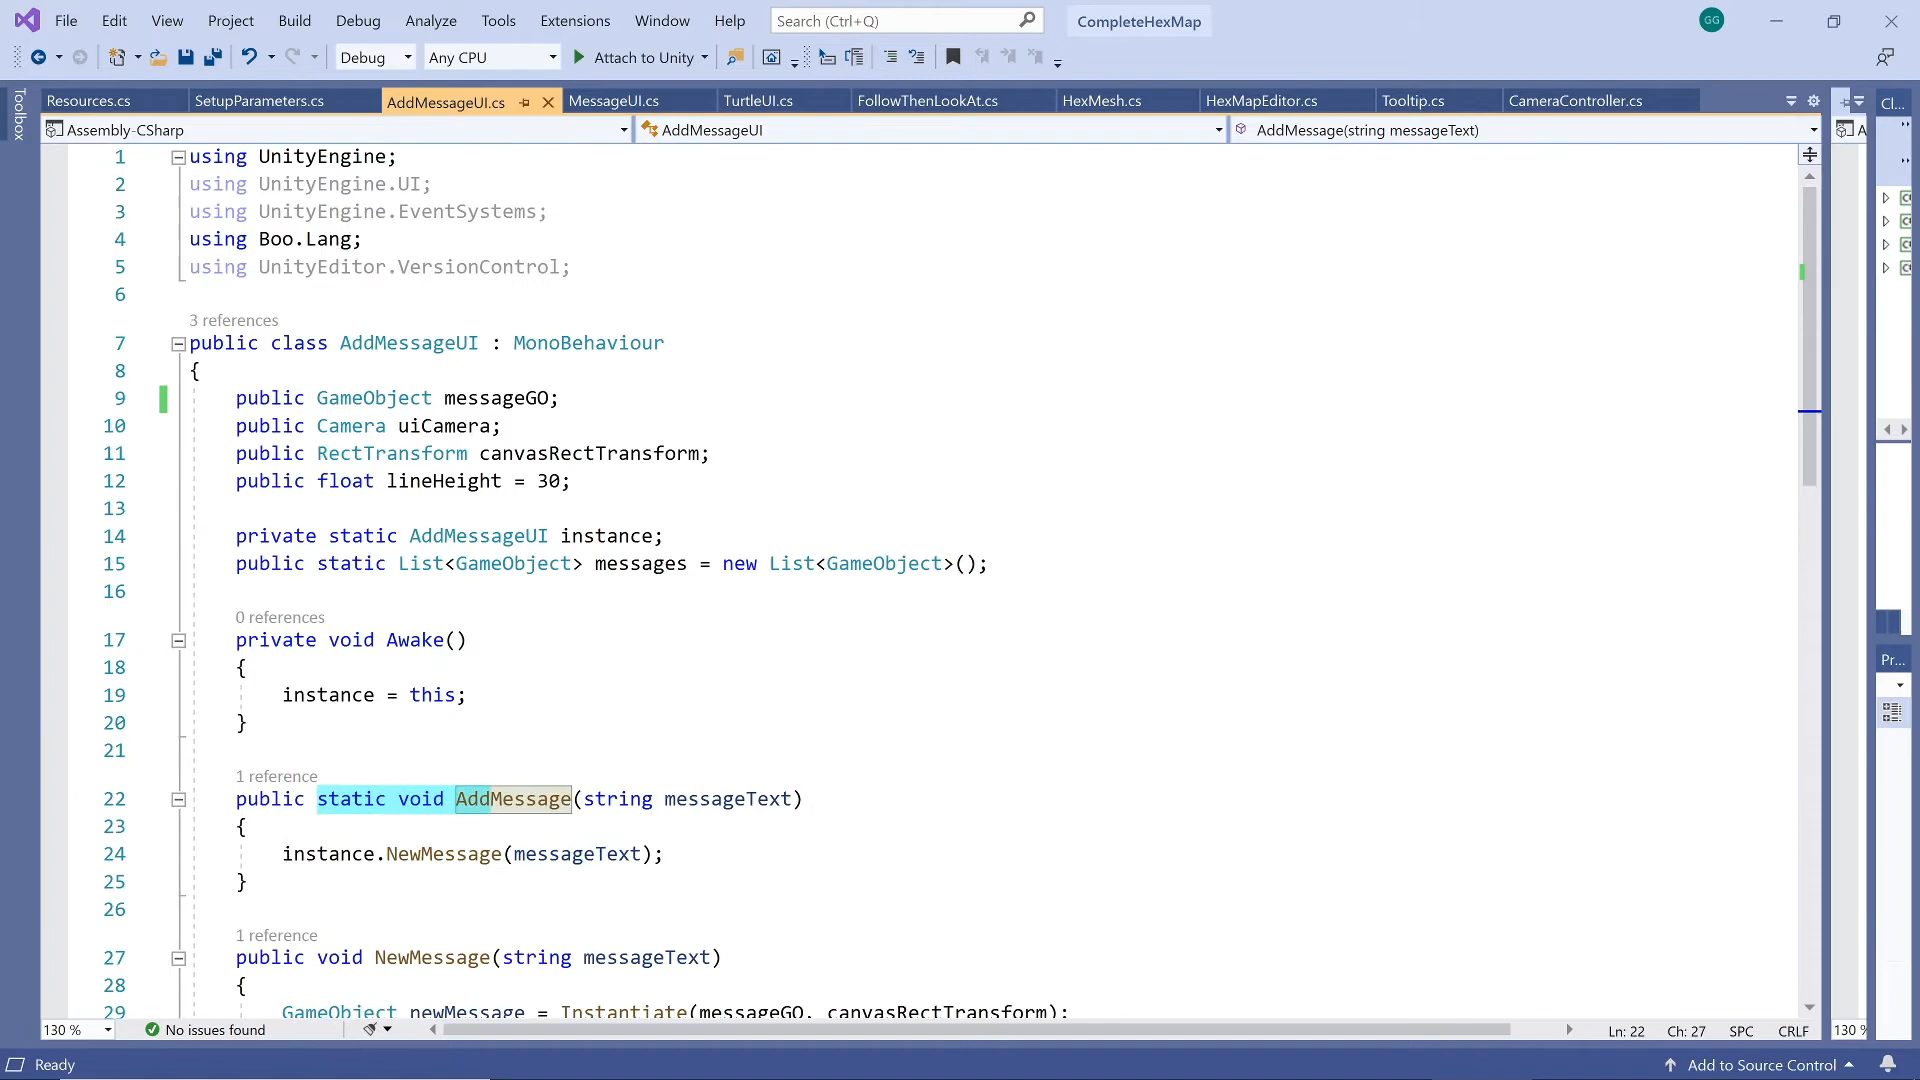 File Edit View Project Build Debug Analyze Tools Extensions Window Help Search (Ctrl+Q) CompleteHexMap GG
Debug Any CPU Attach to Unity
Toolbox
Resources.cs SetupParameters.cs AddMessageUI.cs MessageUI.cs TurtleUI.cs FollowThenLookAt.cs HexMesh.cs HexMapEditor.cs Tooltip.cs CameraController.cs Cl...
Assembly-CSharp AddMessageUI AddMessage(string messageText) A
1 using UnityEngine;
2 using UnityEngine.UI;
3 using UnityEngine.EventSystems;
4 using Boo.Lang;
5 using UnityEditor.VersionControl;
6
3 references
7 public class AddMessageUI : MonoBehaviour
8 {
9 public GameObject messageGO;
10 public Camera uiCamera;
11 public RectTransform canvasRectTransform;
12 public float lineHeight = 30;
13
14 private static AddMessageUI instance;
15 public static List<GameObject> messages = new List<GameObject>();
16
0 references
17 private void Awake()
18 {
19 instance = this;
20 }
21
1 reference
22 public static void AddMessage(string messageText)
23 {
24 instance.NewMessage(messageText);
25 }
26
1 reference
27 public void NewMessage(string messageText)
28 {
29 GameObject newMessage = Instantiate(messageGO, canvasRectTransform);
Pr...
130 % No issues found Ln: 22 Ch: 27 SPC CRLF 130 %
Ready Add to Source Control